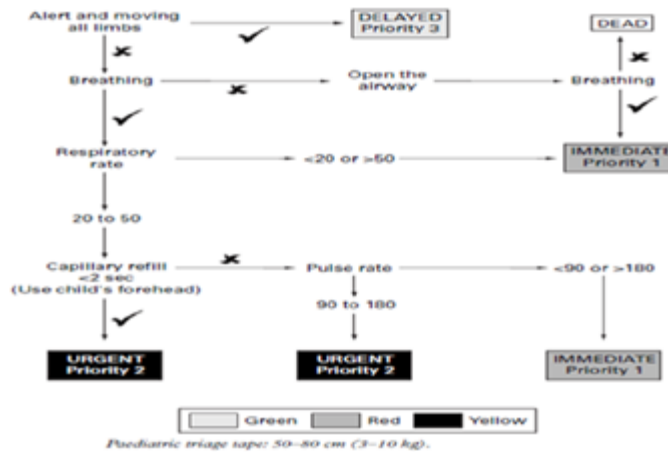 Alert and moving
all limbs
DELAYED
Priority 3
DEAD
Breathing
Open the
airway
Breathing
Respiratory
rate
<20 or >50
IMMEDIATE
Priority 1
20 to 50
Capillary refill
<2 sec
(Use child's forehead)
Pulse rate
<90 or >180
90 to 180
URGENT
Priority 2
URGENT
Priority 2
IMMEDIATE
Priority 1
Green
Red
Yellow
Paediatric triage tape: 50–80 cm (3–10 kg).